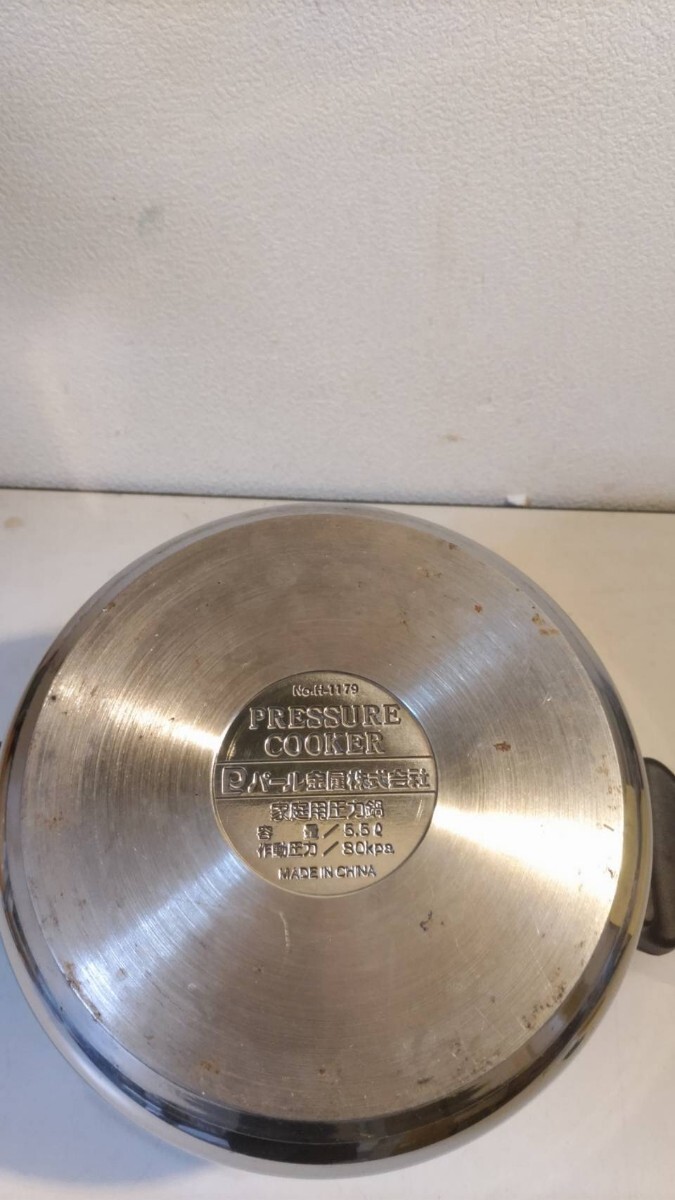 No.H-1179
PRESSURE
COOKER
パール金属株式会社
家庭用圧力鍋
容 量/5.5ℓ
作動圧力/80kpa
MADE IN CHINA